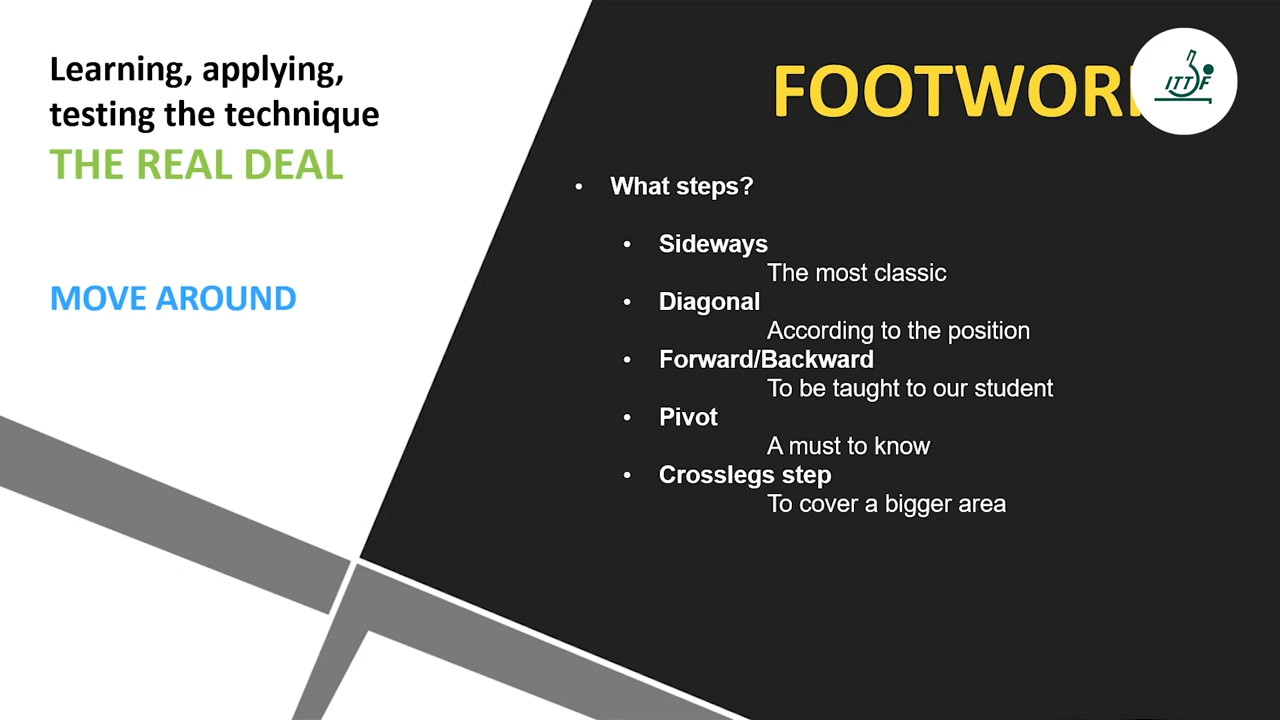 Learning, applying,
testing the technique
THE REAL DEAL
MOVE AROUND
FOOTWOR
ITTF
• What steps?
• Sideways
The most classic
• Diagonal
According to the position
• Forward/Backward
To be taught to our student
• Pivot
A must to know
• Crosslegs step
To cover a bigger area